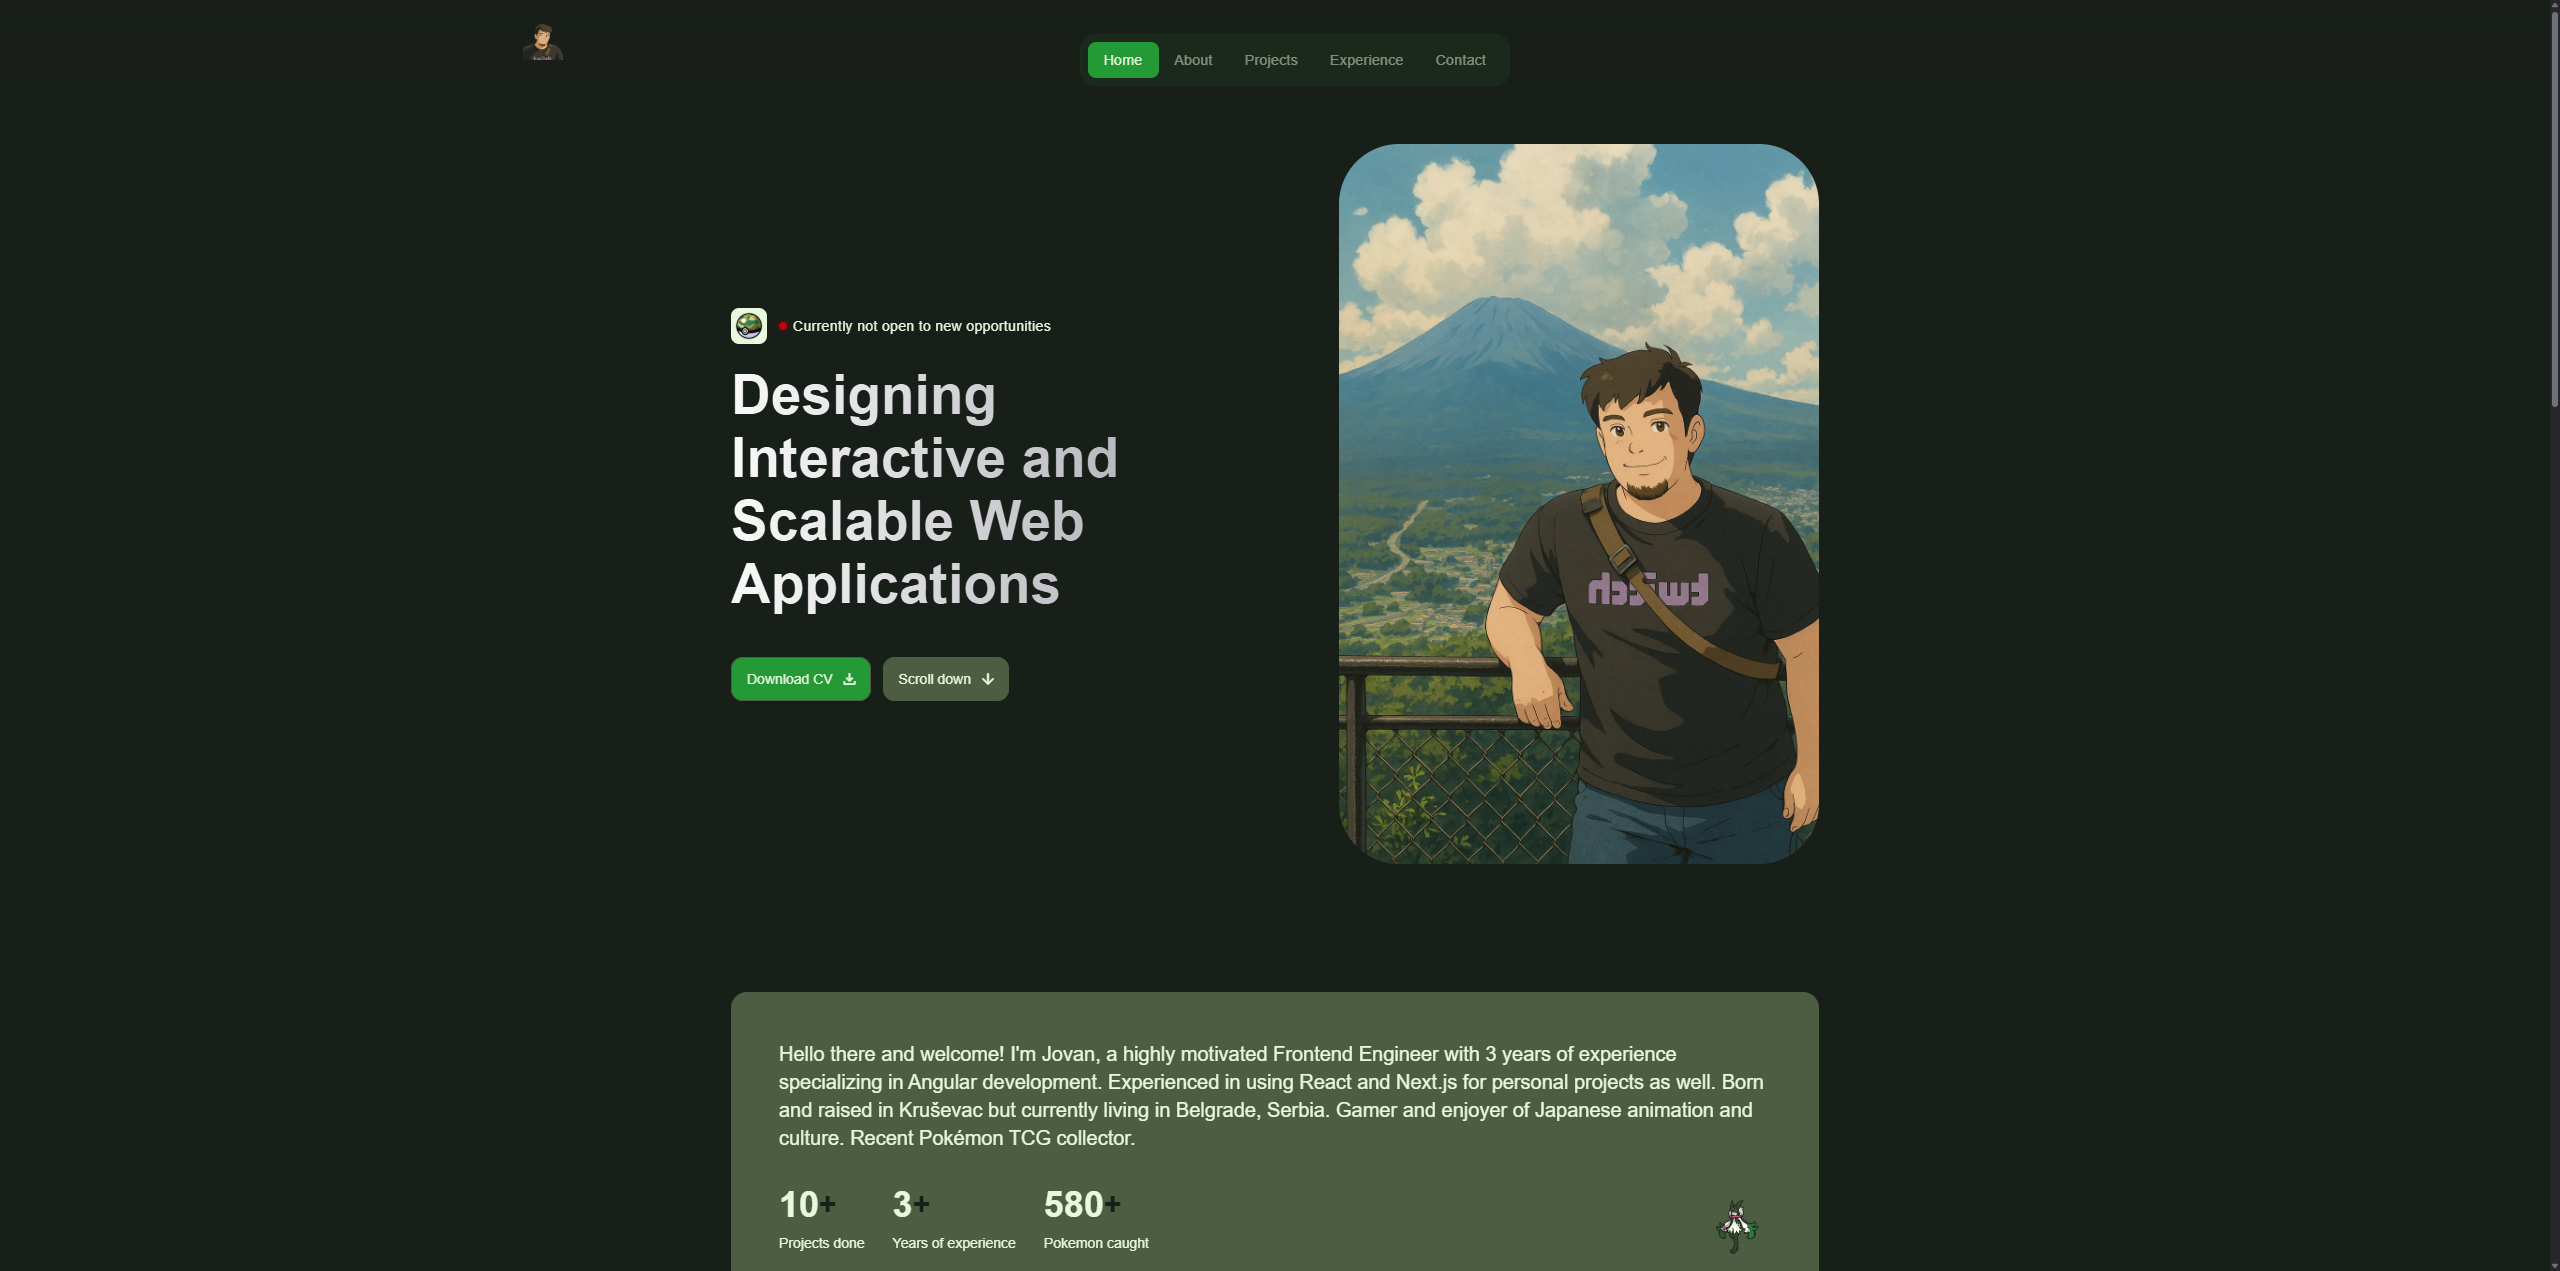 Home About Projects Experience Contact
Currently not open to new opportunities
Designing
Interactive and
Scalable Web
Applications
Download CV
Scroll down
Hello there and welcome! I'm Jovan, a highly motivated Frontend Engineer with 3 years of experience
specializing in Angular development. Experienced in using React and Next.js for personal projects as well. Born
and raised in Kruševac but currently living in Belgrade, Serbia. Gamer and enjoyer of Japanese animation and
culture. Recent Pokémon TCG collector.
10+ 3+ 580+
Projects done Years of experience Pokemon caught